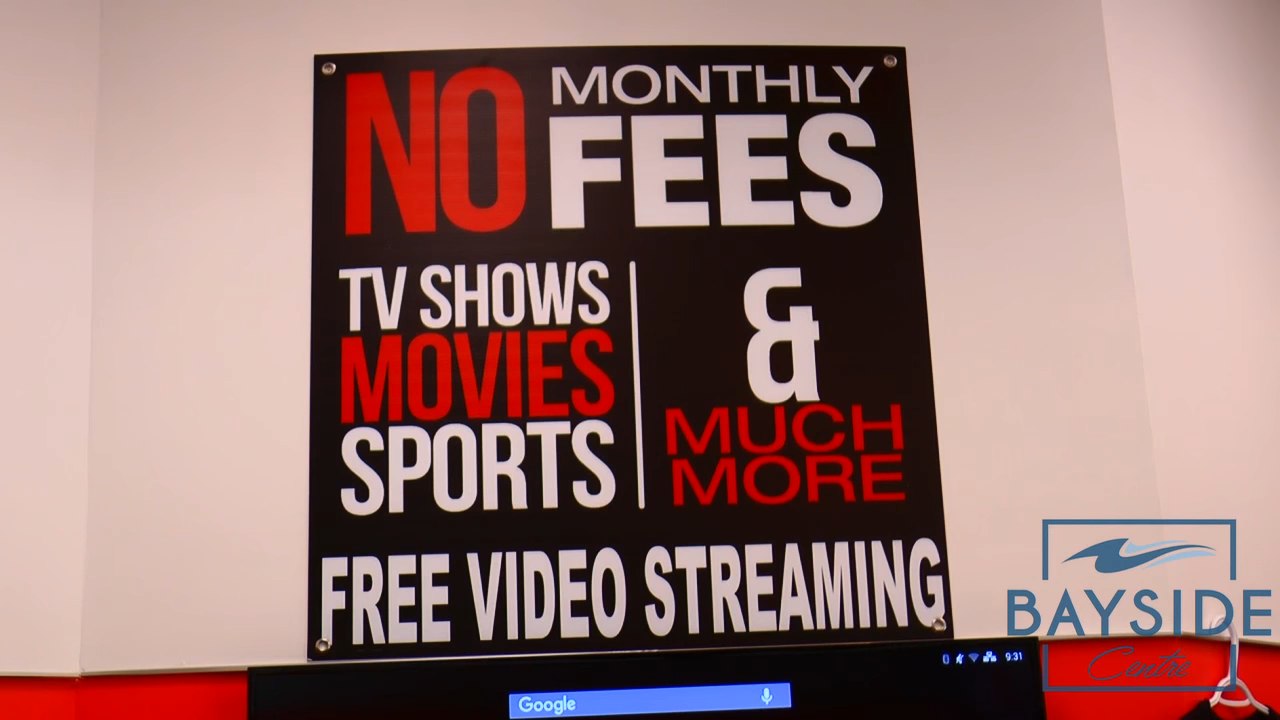 NO MONTHLY
FEES
TV SHOWS
MOVIES
SPORTS
&
MUCH
MORE
FREE VIDEO STREAMING
9:31
Google
BAYSIDE
Centre